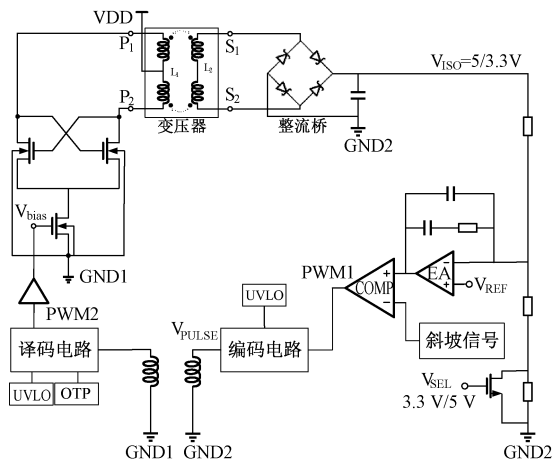 VDD
P1
S1
L1
L2
P2
S2
变压器
整流桥
VISO=5/3.3V
GND2
Vbias
GND1
PWM1
COMP
+
−
EA
−
+
VREF
PWM2
UVLO
斜坡信号
译码电路
VPULSE
编码电路
UVLO
OTP
VSEL
3.3 V/5 V
GND1
GND2
GND2